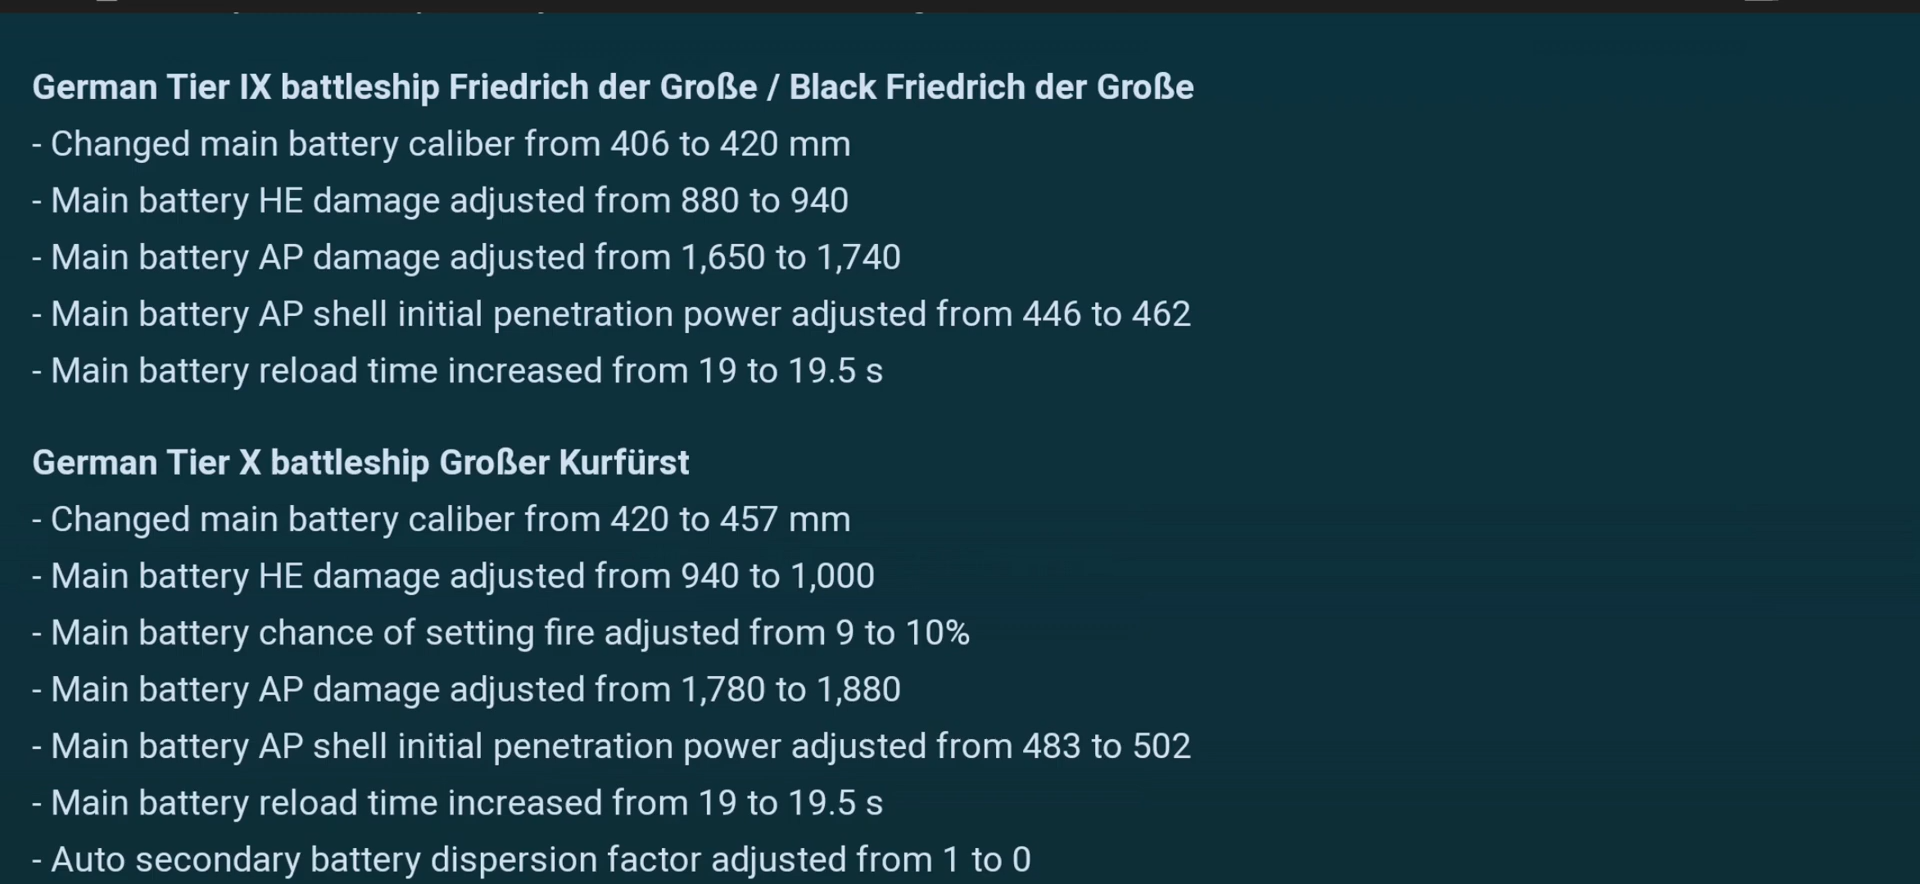 German Tier IX battleship Friedrich der Große / Black Friedrich der Große
- Changed main battery caliber from 406 to 420 mm
- Main battery HE damage adjusted from 880 to 940
- Main battery AP damage adjusted from 1,650 to 1,740
- Main battery AP shell initial penetration power adjusted from 446 to 462
- Main battery reload time increased from 19 to 19.5 s
German Tier X battleship Großer Kurfürst
- Changed main battery caliber from 420 to 457 mm
- Main battery HE damage adjusted from 940 to 1,000
- Main battery chance of setting fire adjusted from 9 to 10%
- Main battery AP damage adjusted from 1,780 to 1,880
- Main battery AP shell initial penetration power adjusted from 483 to 502
- Main battery reload time increased from 19 to 19.5 s
- Auto secondary battery dispersion factor adjusted from 1 to 0